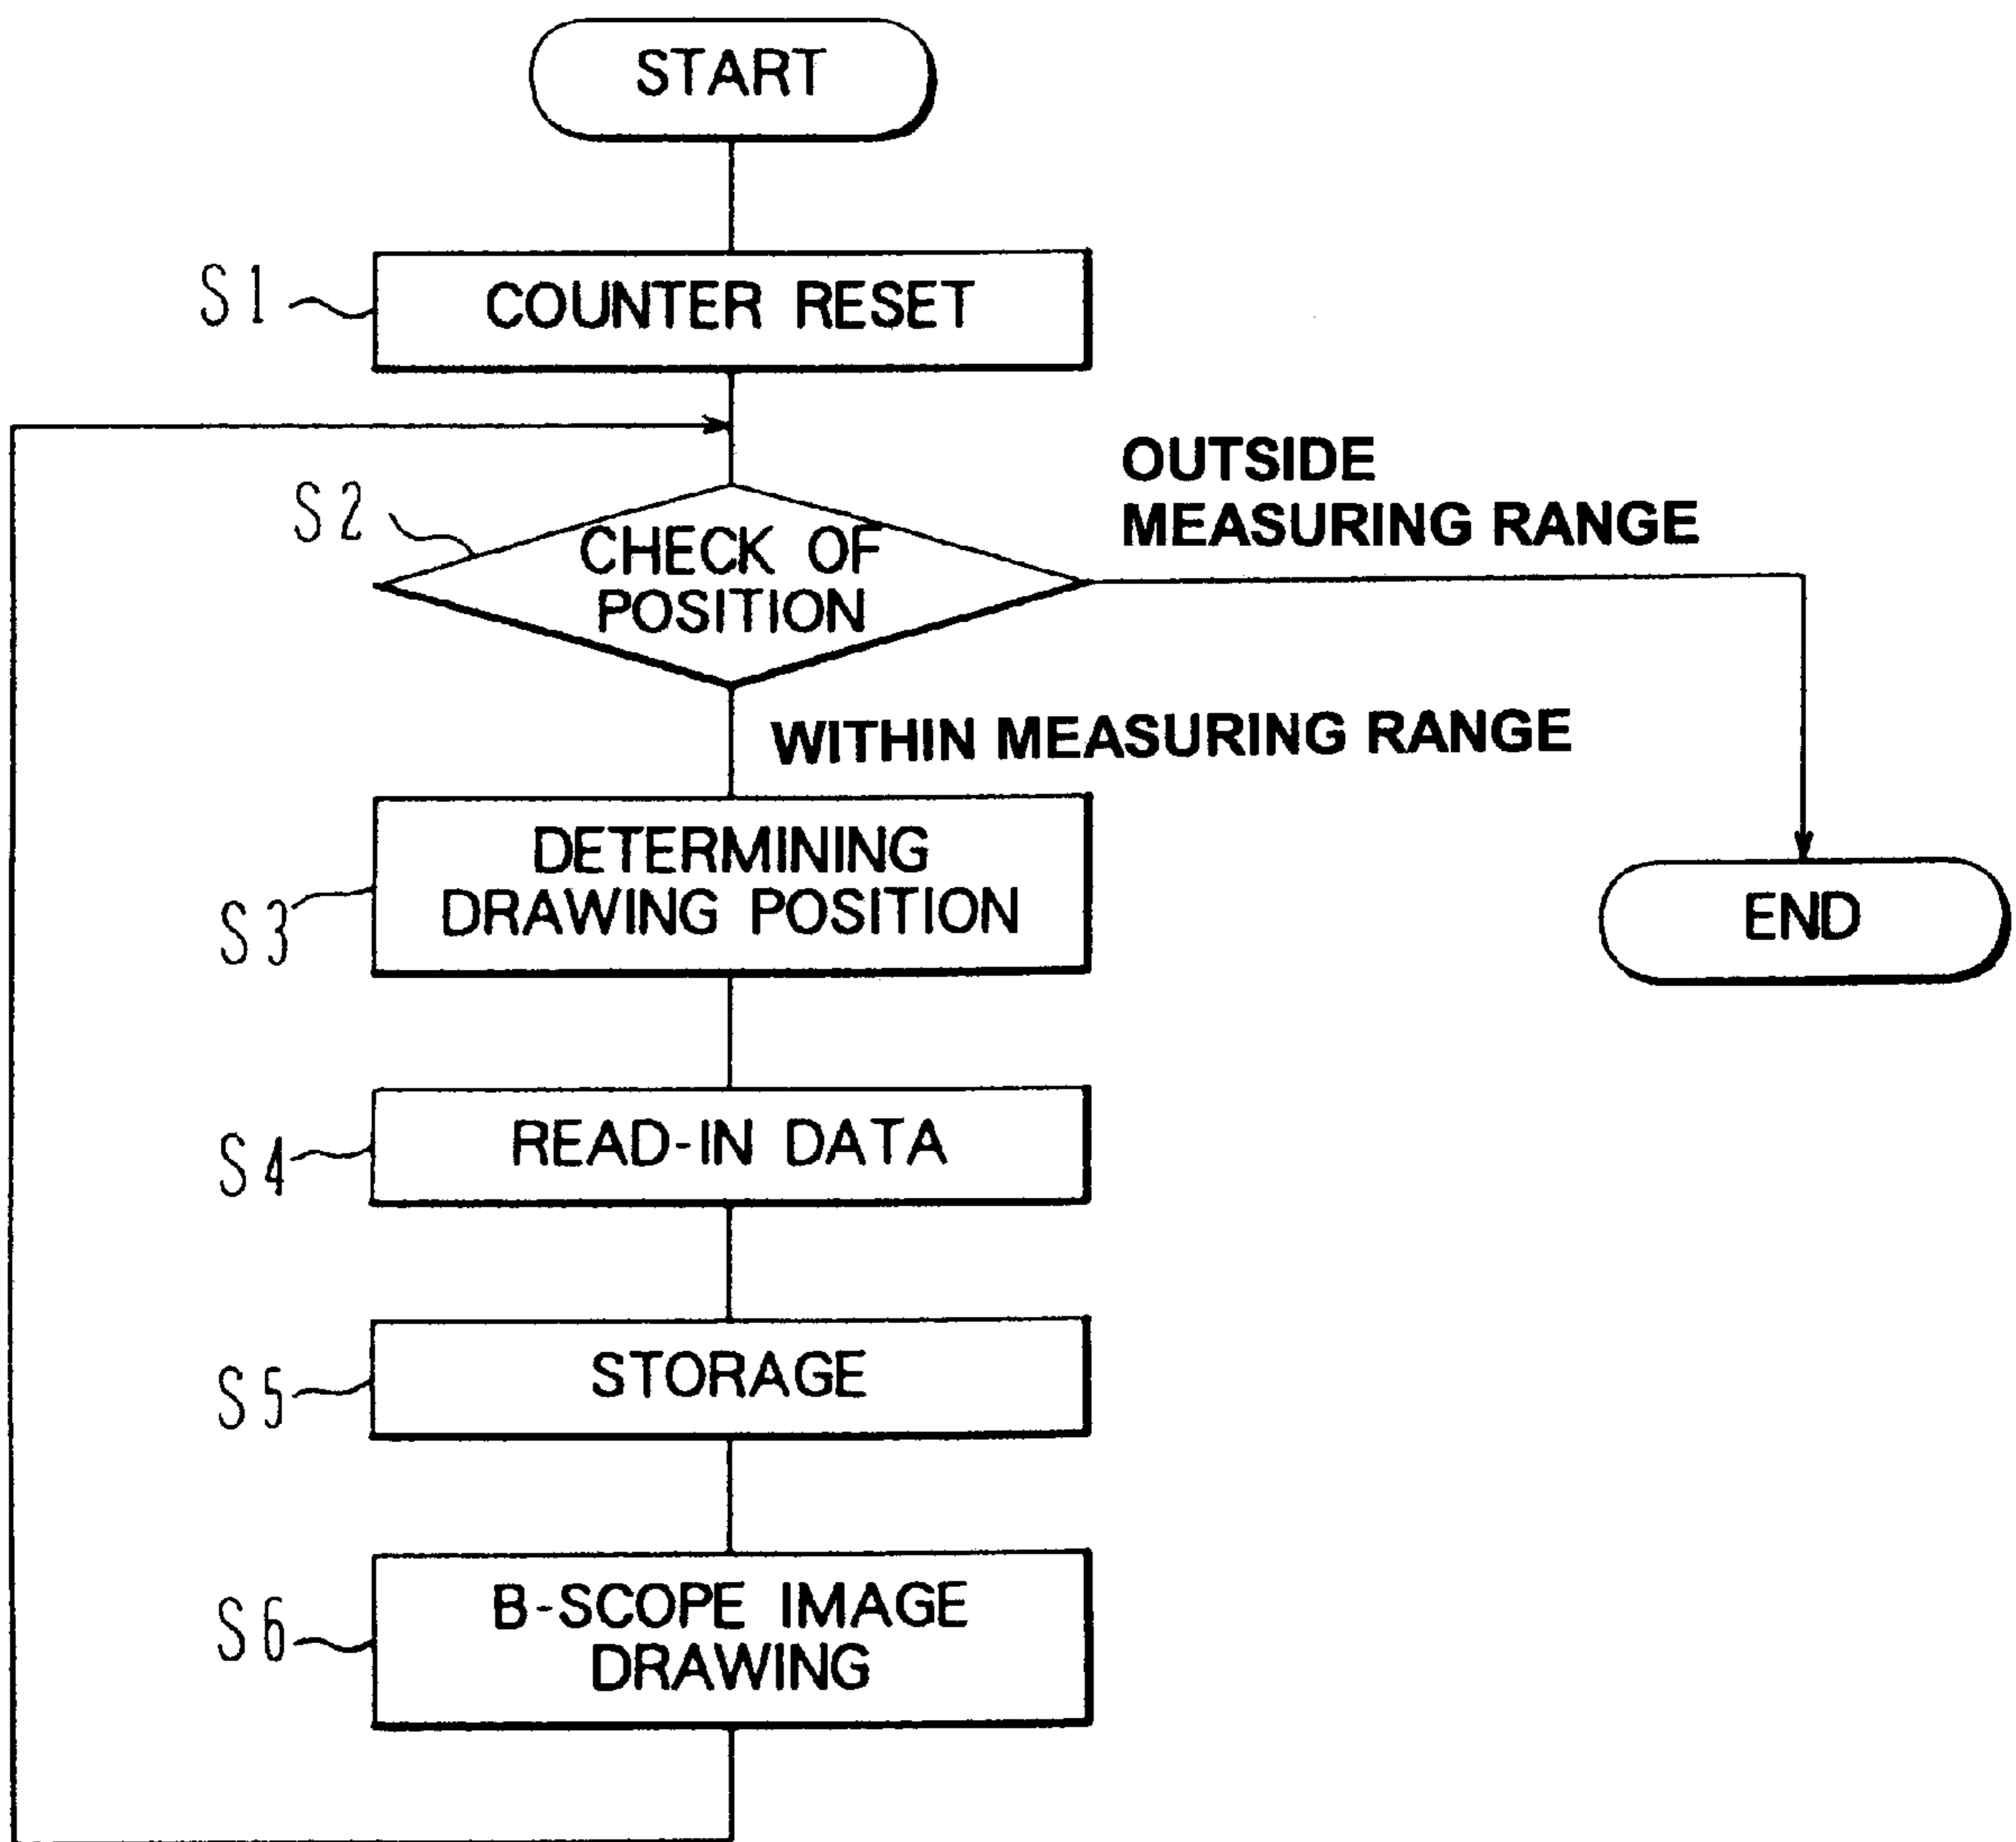 START
S1
COUNTER RESET
S2
CHECK OF
POSITION
OUTSIDE
MEASURING RANGE
WITHIN MEASURING RANGE
S3
DETERMINING
DRAWING POSITION
END
S4
READ-IN DATA
S5
STORAGE
S6
B-SCOPE IMAGE
DRAWING